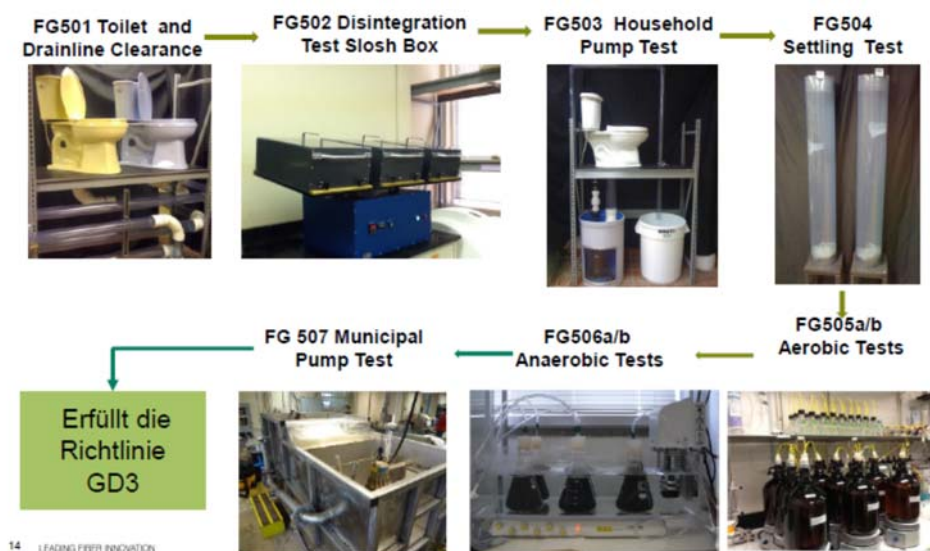 FG501 Toilet and
Drainline Clearance
FG502 Disintegration
Test Slosh Box
FG503 Household
Pump Test
FG504
Settling Test
FG505a/b
Aerobic Tests
FG506a/b
Anaerobic Tests
FG 507 Municipal
Pump Test
Erfüllt die
Richtlinie
GD3
14 LEADING FIBER INNOVATION